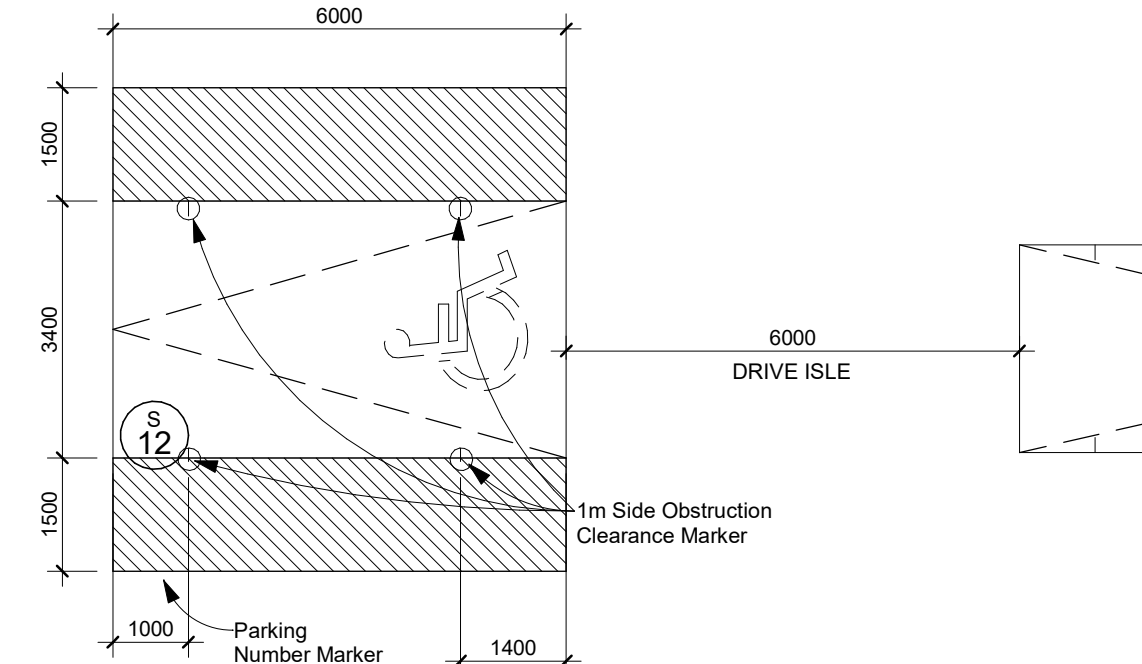 6000
1500
3400
6000
DRIVE ISLE
S
12
1500
1m Side Obstruction
Clearance Marker
1000
Parking
Number Marker
1400